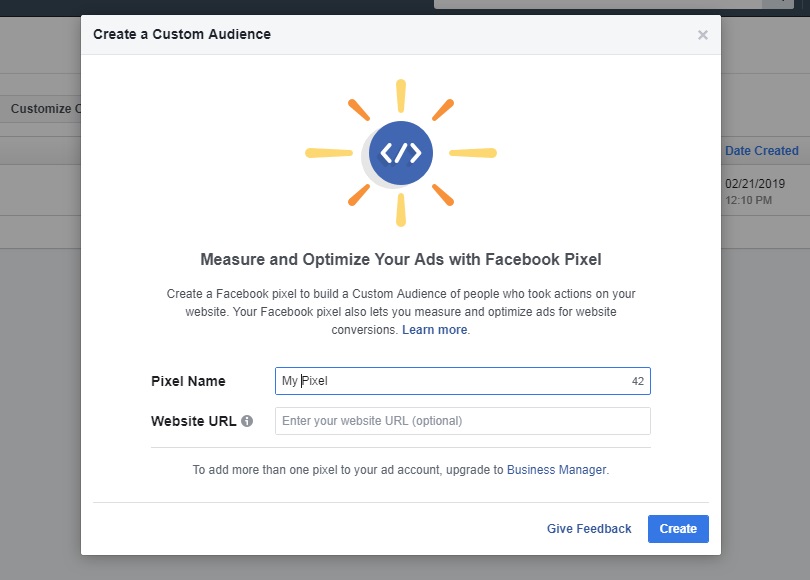 Create a Custom Audience
×
Customize
Date Created
02/21/2019
12:10 PM
</>
Measure and Optimize Your Ads with Facebook Pixel
Create a Facebook pixel to build a Custom Audience of people who took actions on your
website. Your Facebook pixel also lets you measure and optimize ads for website
conversions. Learn more.
Pixel Name My Pixel 42
Website URL Enter your website URL (optional)
To add more than one pixel to your ad account, upgrade to Business Manager.
Give Feedback Create